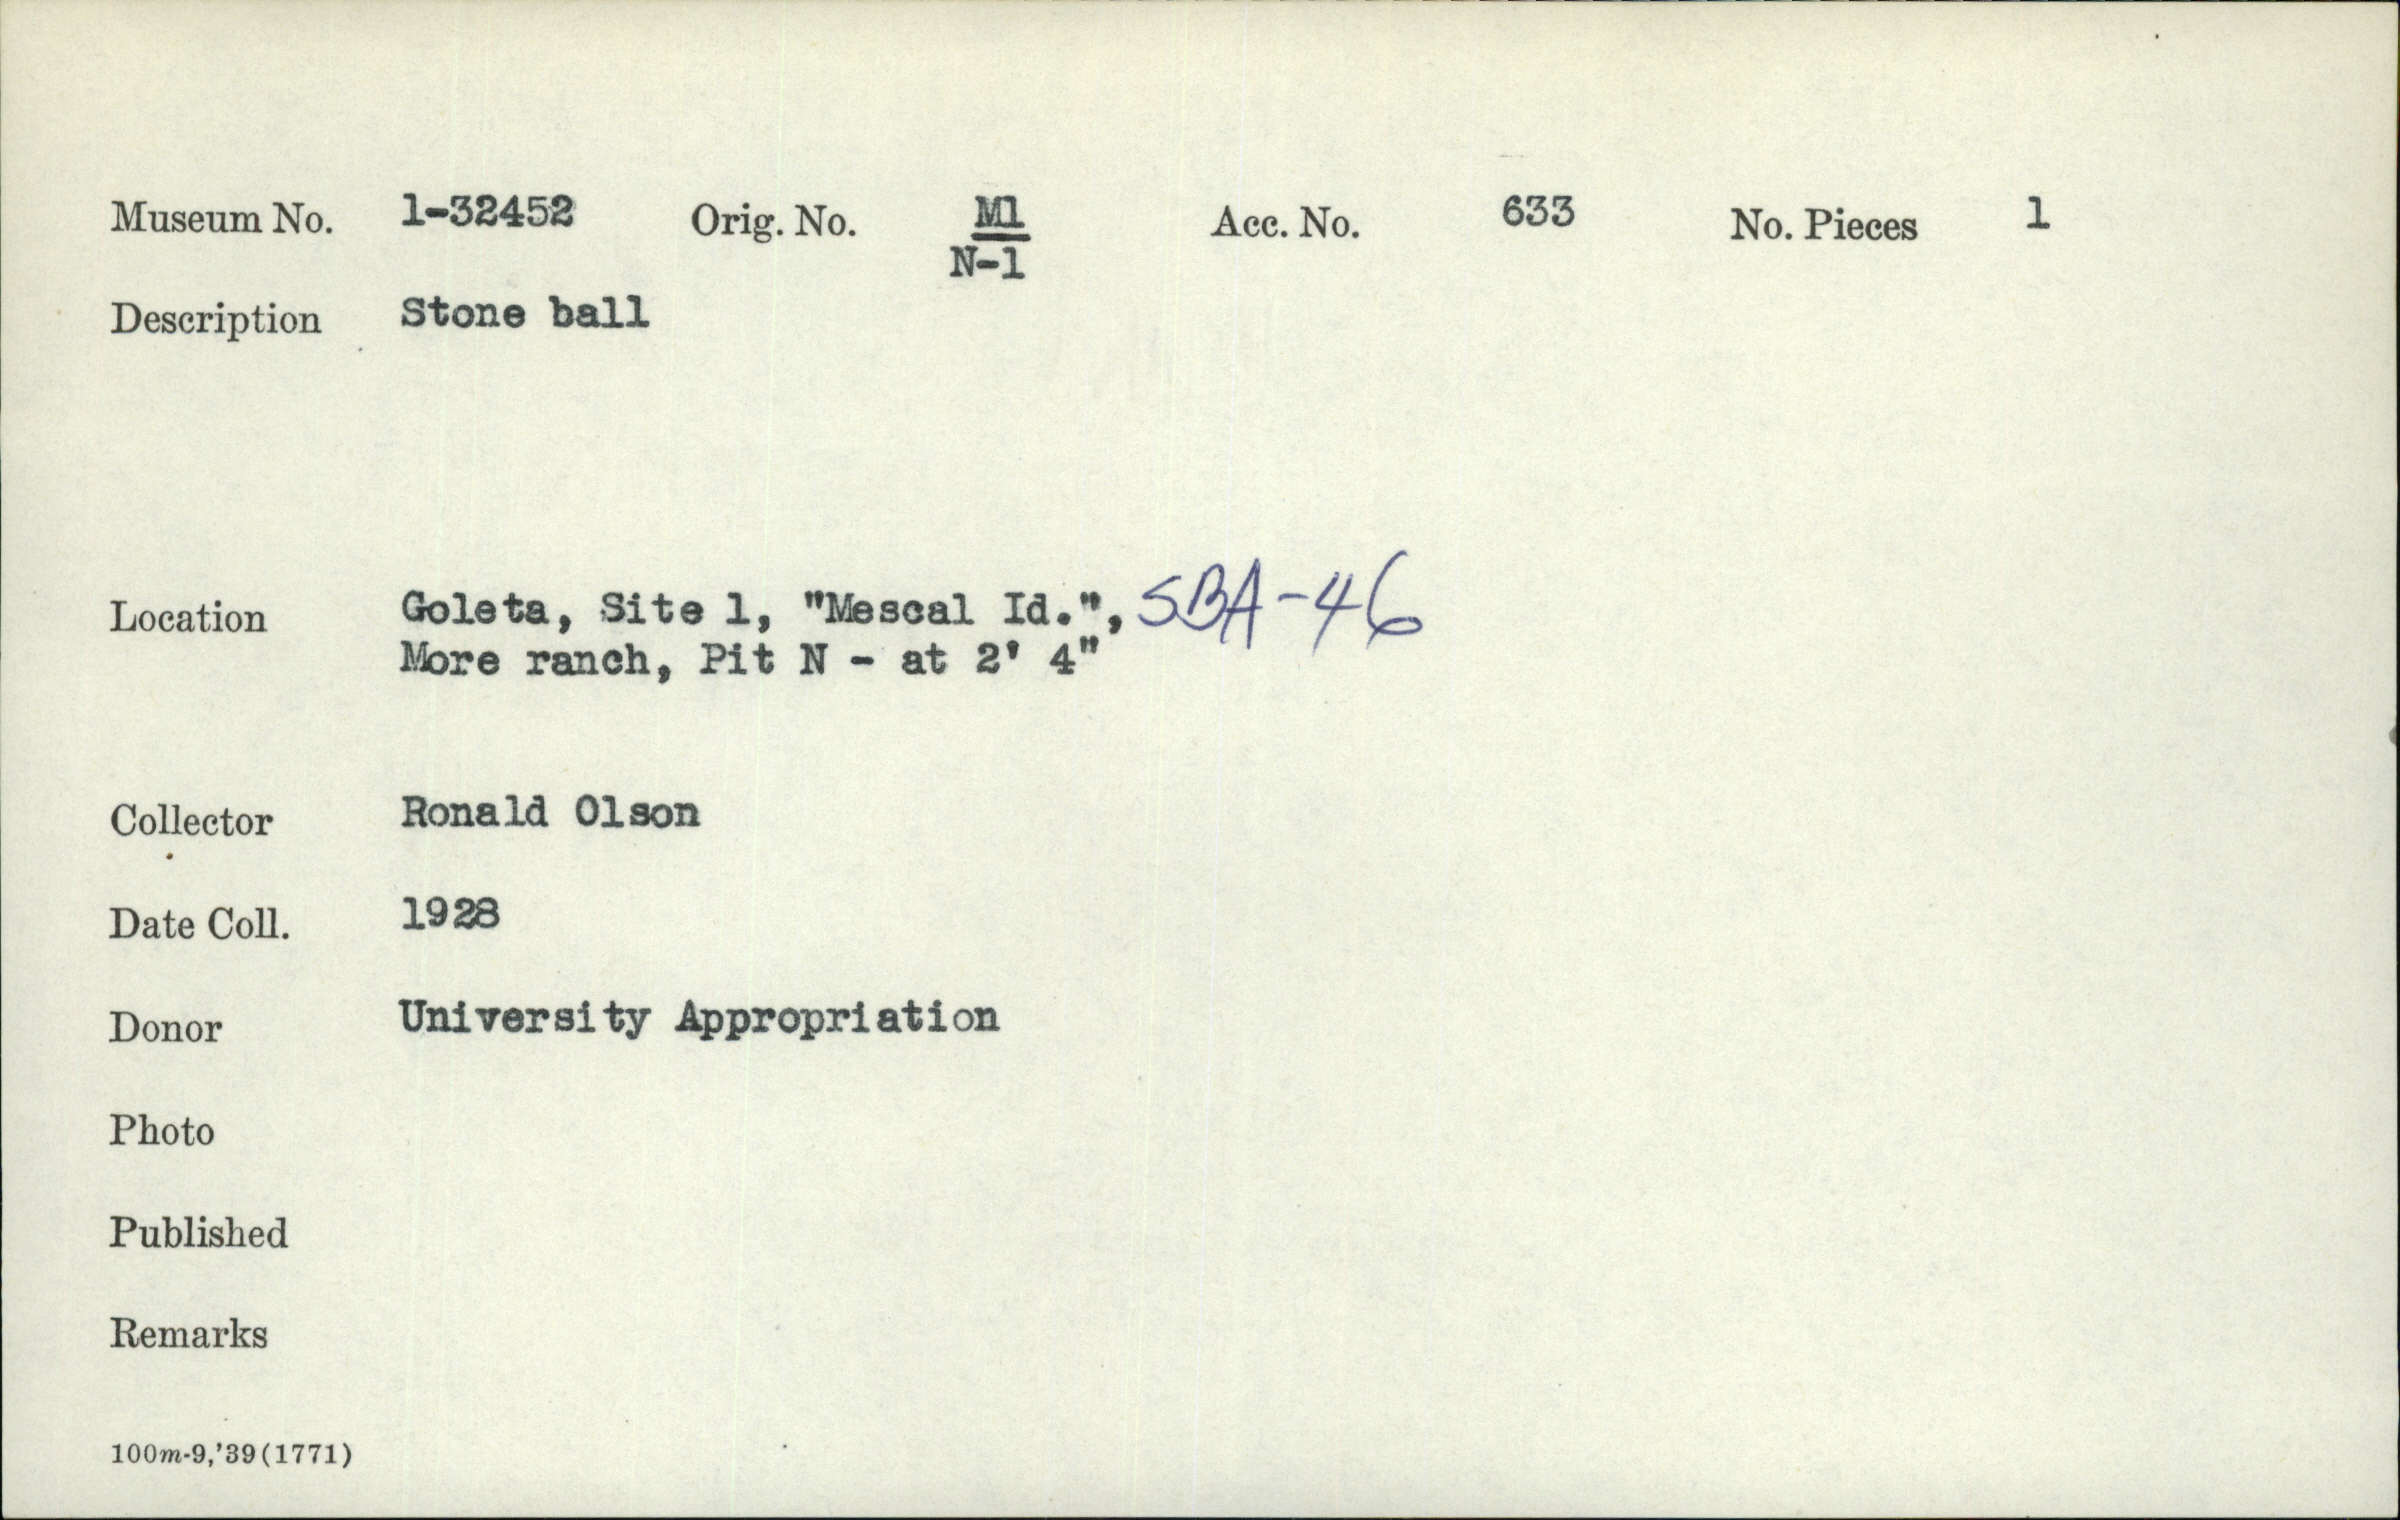 Museum No. 1-32452 Orig. No. M1 Acc. No. 633 No. Pieces 1
N-1
Description Stone ball
Location Goleta, Site 1, "Mescal Id.", SBA-46
More ranch, Pit N - at 2' 4"
Collector Ronald Olson
Date Coll. 1928
Donor University Appropriation
Photo
Published
Remarks
100m-9,'39(1771)